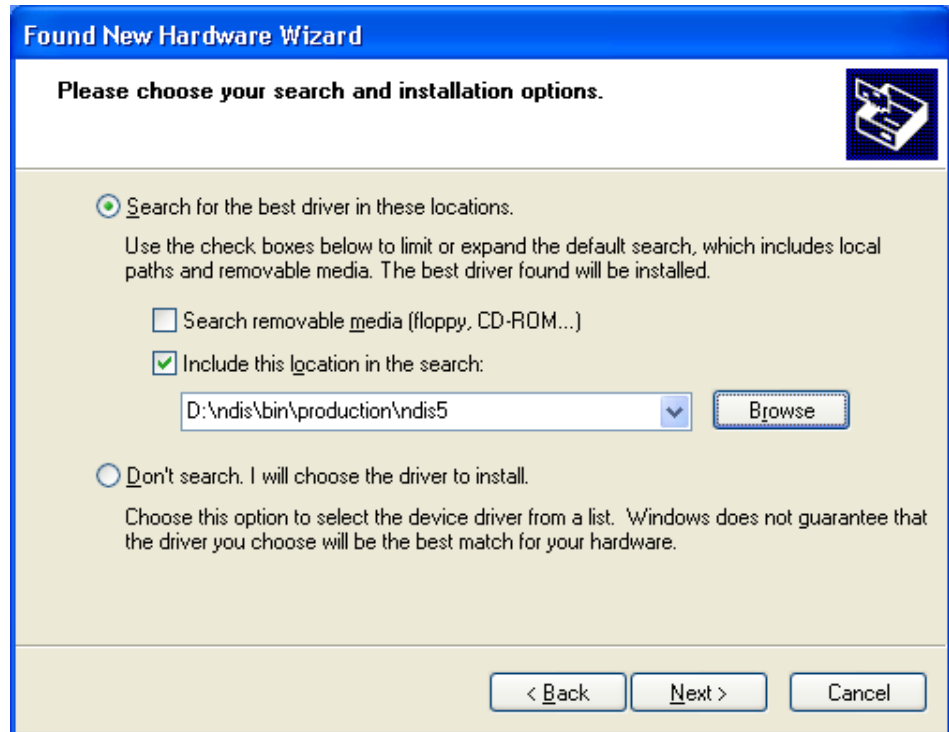 Found New Hardware Wizard
Please choose your search and installation options.
Search for the best driver in these locations.
Use the check boxes below to limit or expand the default search, which includes local
paths and removable media. The best driver found will be installed.
Search removable media (floppy, CD-ROM...)
Include this location in the search:
D:\ndis\bin\production\ndis5
Browse
Don't search. I will choose the driver to install.
Choose this option to select the device driver from a list.  Windows does not guarantee that
the driver you choose will be the best match for your hardware.
< Back
Next >
Cancel